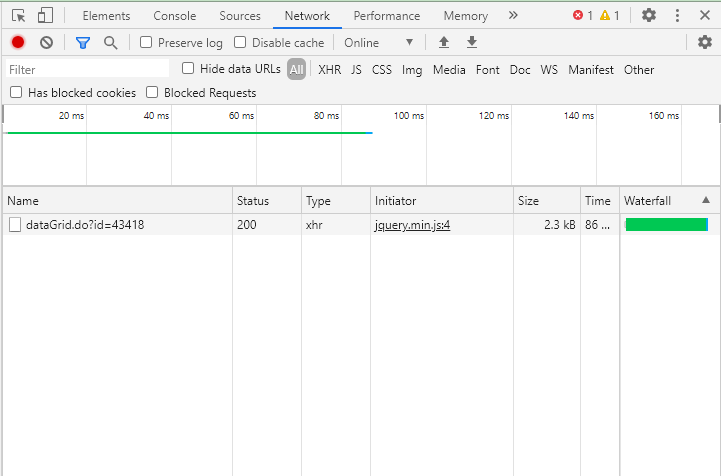 Elements Console Sources Network Performance Memory » 1 1
Preserve log Disable cache Online
Filter Hide data URLs All XHR JS CSS Img Media Font Doc WS Manifest Other
Has blocked cookies Blocked Requests
20 ms 40 ms 60 ms 80 ms 100 ms 120 ms 140 ms 160 ms
Name Status Type Initiator Size Time Waterfall
dataGrid.do?id=43418 200 xhr jquery.min.js:4 2.3 kB 86 ...